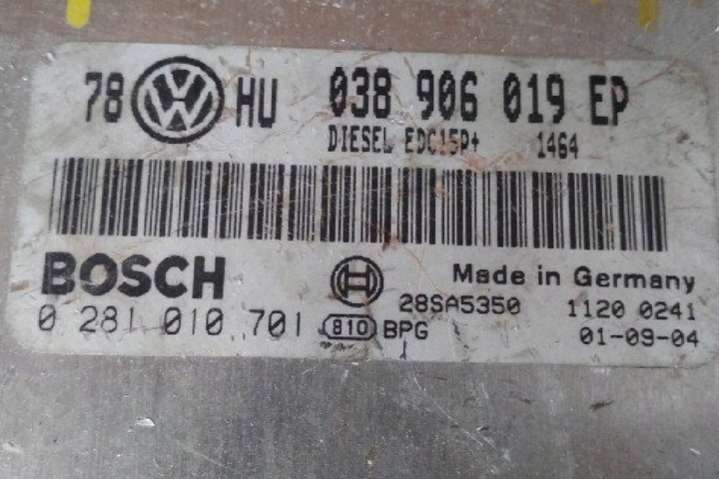 78 VW HU 038 906 019 EP
DIESEL EDC15P+ 1464
BOSCH Made in Germany
28SA5350 1120 0241
0 281 010 701 810 BPG 01-09-04